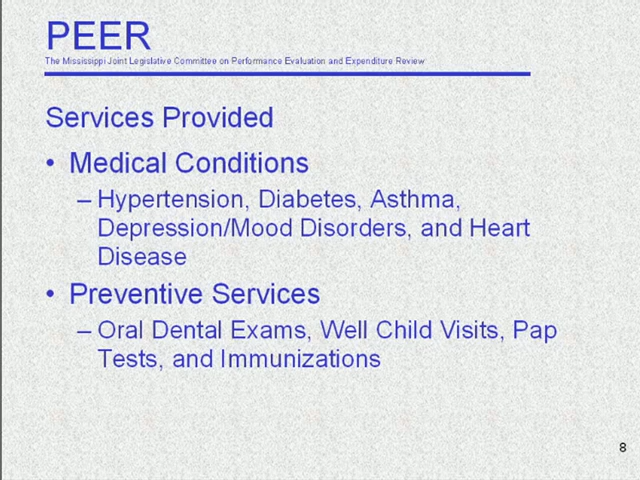 PEER
The Mississippi Joint Legislative Committee on Performance Evaluation and Expenditure Review
Services Provided
• Medical Conditions
– Hypertension, Diabetes, Asthma,
Depression/Mood Disorders, and Heart
Disease
• Preventive Services
– Oral Dental Exams, Well Child Visits, Pap
Tests, and Immunizations
8